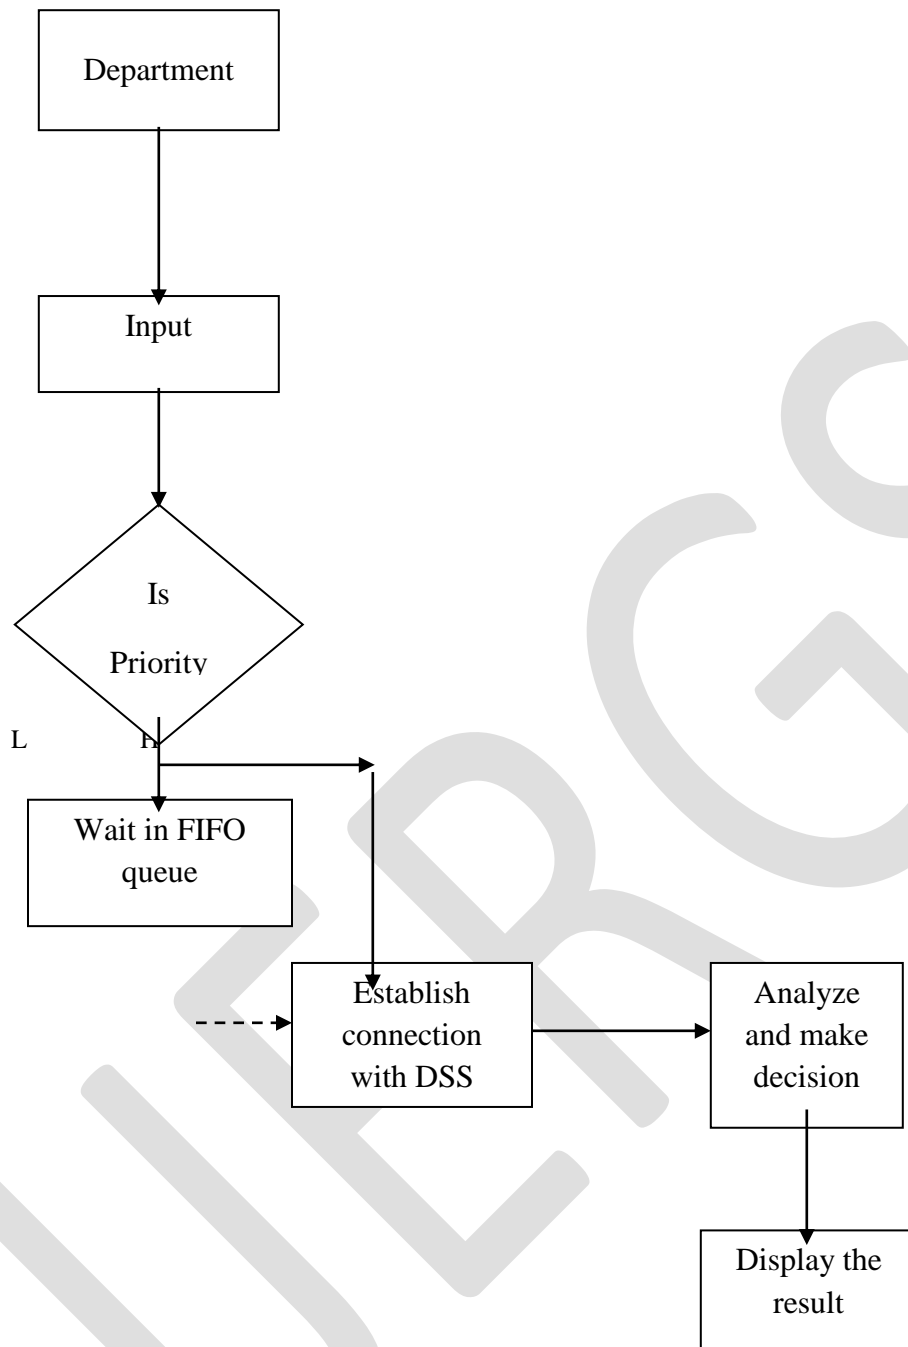 Department
Input
Is
Priority
L H
Wait in FIFO
queue
Establish
connection
with DSS
Analyze
and make
decision
Display the
result